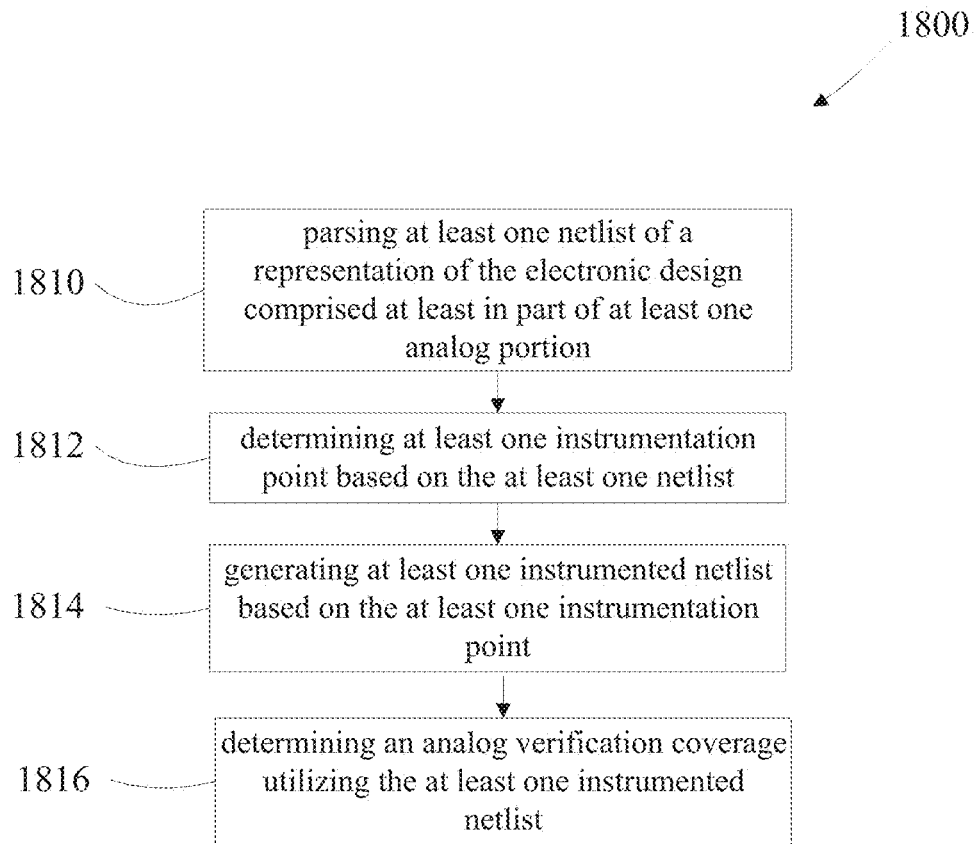 1800
1810
parsing at least one netlist of a
representation of the electronic design
comprised at least in part of at least one
analog portion
1812
determining at least one instrumentation
point based on the at least one netlist
1814
generating at least one instrumented netlist
based on the at least one instrumentation
point
1816
determining an analog verification coverage
utilizing the at least one instrumented
netlist